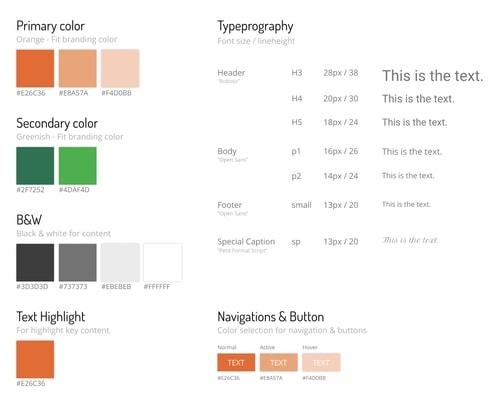 Primary color
Orange - Fit branding color
#E26C36
#E8A57A
#F4D0BB
Secondary color
Greenish - Fit branding color
#2F7252
#4DAF4D
B&W
Black & white for content
#3D3D3D
#737373
#EBEBEB
#FFFFFF
Text Highlight
For highlight key content
#E26C36
Typeprography
Font size / lineheight
Header
"Roboto"
H3 28px / 38 This is the text.
H4 20px / 30 This is the text.
H5 18px / 24 This is the text.
Body
"Open Sans"
p1 16px / 26 This is the text.
p2 14px / 24 This is the text.
Footer
"Open Sans"
small 13px / 20 This is the text.
Special Caption
"Petit Format Script"
sp 13px / 20 This is the text.
Navigations & Button
Color selection for navigation & buttons
Normal Active Hover
TEXT TEXT TEXT
#E26C36 #E8A57A #F4D0BB